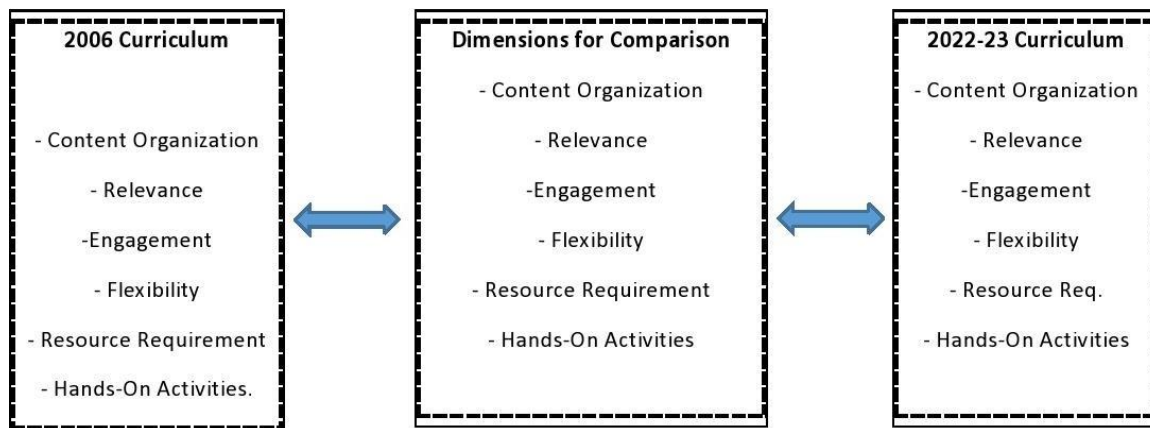 2006 Curriculum
- Content Organization
- Relevance
-Engagement
- Flexibility
- Resource Requirement
- Hands-On Activities.
Dimensions for Comparison
- Content Organization
- Relevance
-Engagement
- Flexibility
- Resource Requirement
- Hands-On Activities
2022-23 Curriculum
- Content Organization
- Relevance
-Engagement
- Flexibility
- Resource Req.
- Hands-On Activities